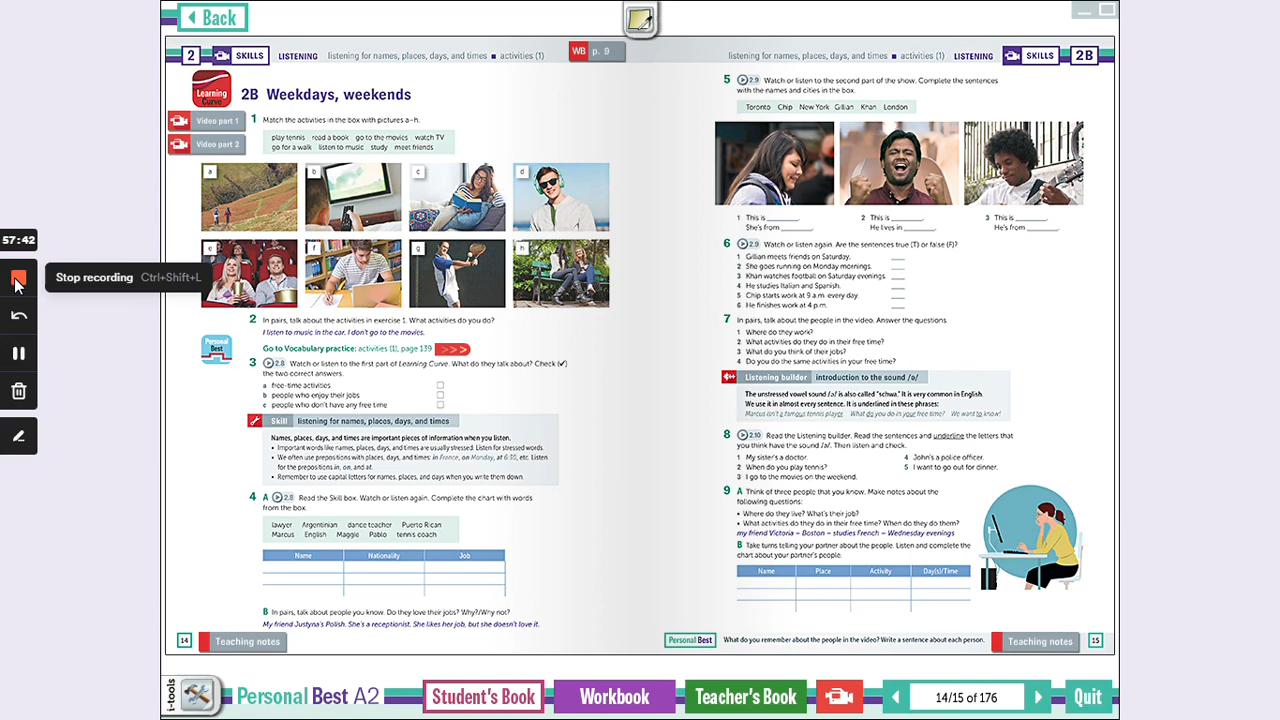 Back
57:42
Stop recording Ctrl+Shift+L
2 SKILLS LISTENING listening for names, places, days, and times ■ activities (1)
WB p. 9
Learning Curve
2B Weekdays, weekends
Video part 1
Video part 2
1 Match the activities in the box with pictures a–h.
play tennis read a book go to the movies watch TV
go for a walk listen to music study meet friends
a b c d
e f g h
2 In pairs, talk about the activities in exercise 1. What activities do you do?
I listen to music in the car. I don't go to the movies.
Personal Best
Go to Vocabulary practice: activities (1), page 139 >>>
3 2.8 Watch or listen to the first part of Learning Curve. What do they talk about? Check (✓)
the two correct answers.
a free-time activities
b people who enjoy their jobs
c people who don't have any free time
Skill listening for names, places, days, and times
Names, places, days, and times are important pieces of information when you listen.
• Important words like names, places, days, and times are usually stressed. Listen for stressed words.
• We often use prepositions with places, days, and times: in France, on Monday, at 6:30, etc. Listen
for the prepositions in, on, and at.
• Remember to use capital letters for names, places, and days when you write them down.
4 A 2.8 Read the Skill box. Watch or listen again. Complete the chart with words
from the box.
lawyer Argentinian dance teacher Puerto Rican
Marcus English Maggie Pablo tennis coach
Name Nationality Job
B In pairs, talk about people you know. Do they love their jobs? Why?/Why not?
My friend Justyna's Polish. She's a receptionist. She likes her job, but she doesn't love it.
14 Teaching notes
listening for names, places, days, and times ■ activities (1) LISTENING SKILLS 2B
5 2.9 Watch or listen to the second part of the show. Complete the sentences
with the names and cities in the box.
Toronto Chip New York Gillian Khan London
1 This is ________. 2 This is ________. 3 This is ________.
She's from ________. He lives in ________. He's from ________.
6 2.9 Watch or listen again. Are the sentences true (T) or false (F)?
1 Gillian meets friends on Saturday. ____
2 She goes running on Monday mornings. ____
3 Khan watches football on Saturday evenings. ____
4 He studies Italian and Spanish. ____
5 Chip starts work at 9 a.m. every day. ____
6 He finishes work at 4 p.m. ____
7 In pairs, talk about the people in the video. Answer the questions.
1 Where do they work?
2 What activities do they do in their free time?
3 What do you think of their jobs?
4 Do you do the same activities in your free time?
Listening builder introduction to the sound /ə/
The unstressed vowel sound /ə/ is also called "schwa." It is very common in English.
We use it in almost every sentence. It is underlined in these phrases:
Marcus isn't a famous tennis player What do you do in your free time? We want to know!
8 2.10 Read the Listening builder. Read the sentences and underline the letters that
you think have the sound /ə/. Then listen and check.
1 My sister's a doctor. 4 John's a police officer.
2 When do you play tennis? 5 I want to go out for dinner.
3 I go to the movies on the weekend.
9 A Think of three people that you know. Make notes about the
following questions:
• Where do they live? What's their job?
• What activities do they do in their free time? When do they do them?
my friend Victoria – Boston – studies French – Wednesday evenings
B Take turns telling your partner about the people. Listen and complete the
chart about your partner's people.
Name Place Activity Day(s)/Time
Personal Best What do you remember about the people in the video? Write a sentence about each person. Teaching notes 15
i-tools Personal Best A2 Student's Book Workbook Teacher's Book 14/15 of 176 Quit